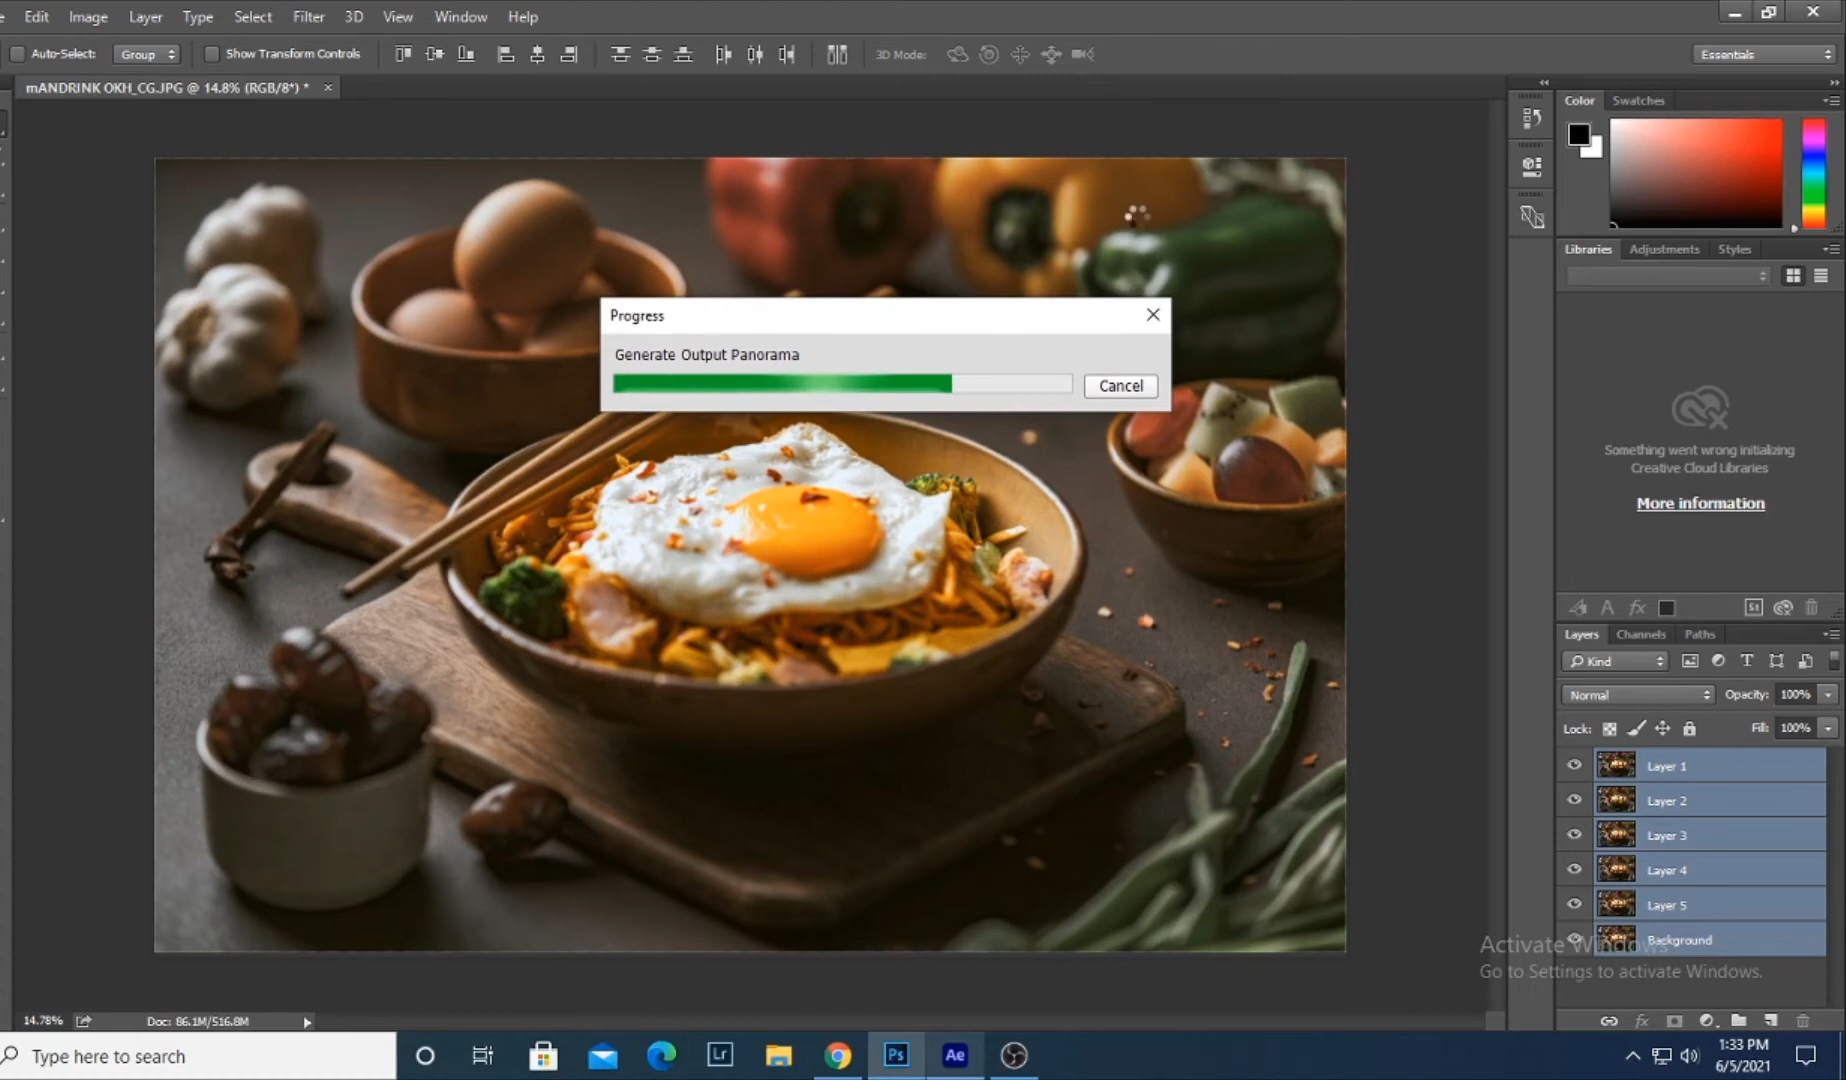 Edit Image Layer Type Select Filter 3D View Window Help
Auto-Select: Group Show Transform Controls 3D Mode: Essentials
mANDRINK OKH_CG.JPG @ 14.8% (RGB/8*) * ×
Color Swatches
Libraries Adjustments Styles
Progress
Generate Output Panorama
Cancel
Something went wrong initializing
Creative Cloud Libraries
More information
A fx St
Layers Channels Paths
Kind T
Normal Opacity: 100%
Lock: Fill: 100%
Layer 1
Layer 2
Layer 3
Layer 4
Layer 5
Background
Activate Windows
Go to Settings to activate Windows.
14.78% Doc: 86.1M/516.8M
fx
Type here to search
Lr Ps Ae
1:33 PM
6/5/2021